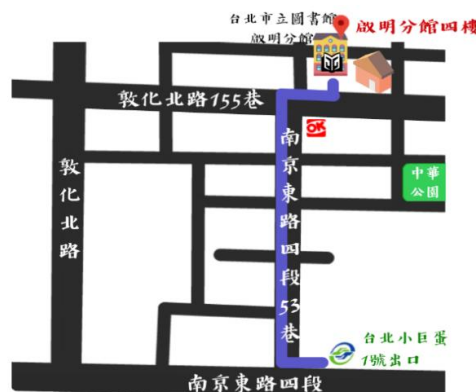 台北市立圖書館
啟明分館
啟明分館四樓
敦化北路155巷
OK
敦化北路
南京東路四段53巷
中華
公園
台北小巨蛋
1號出口
南京東路四段